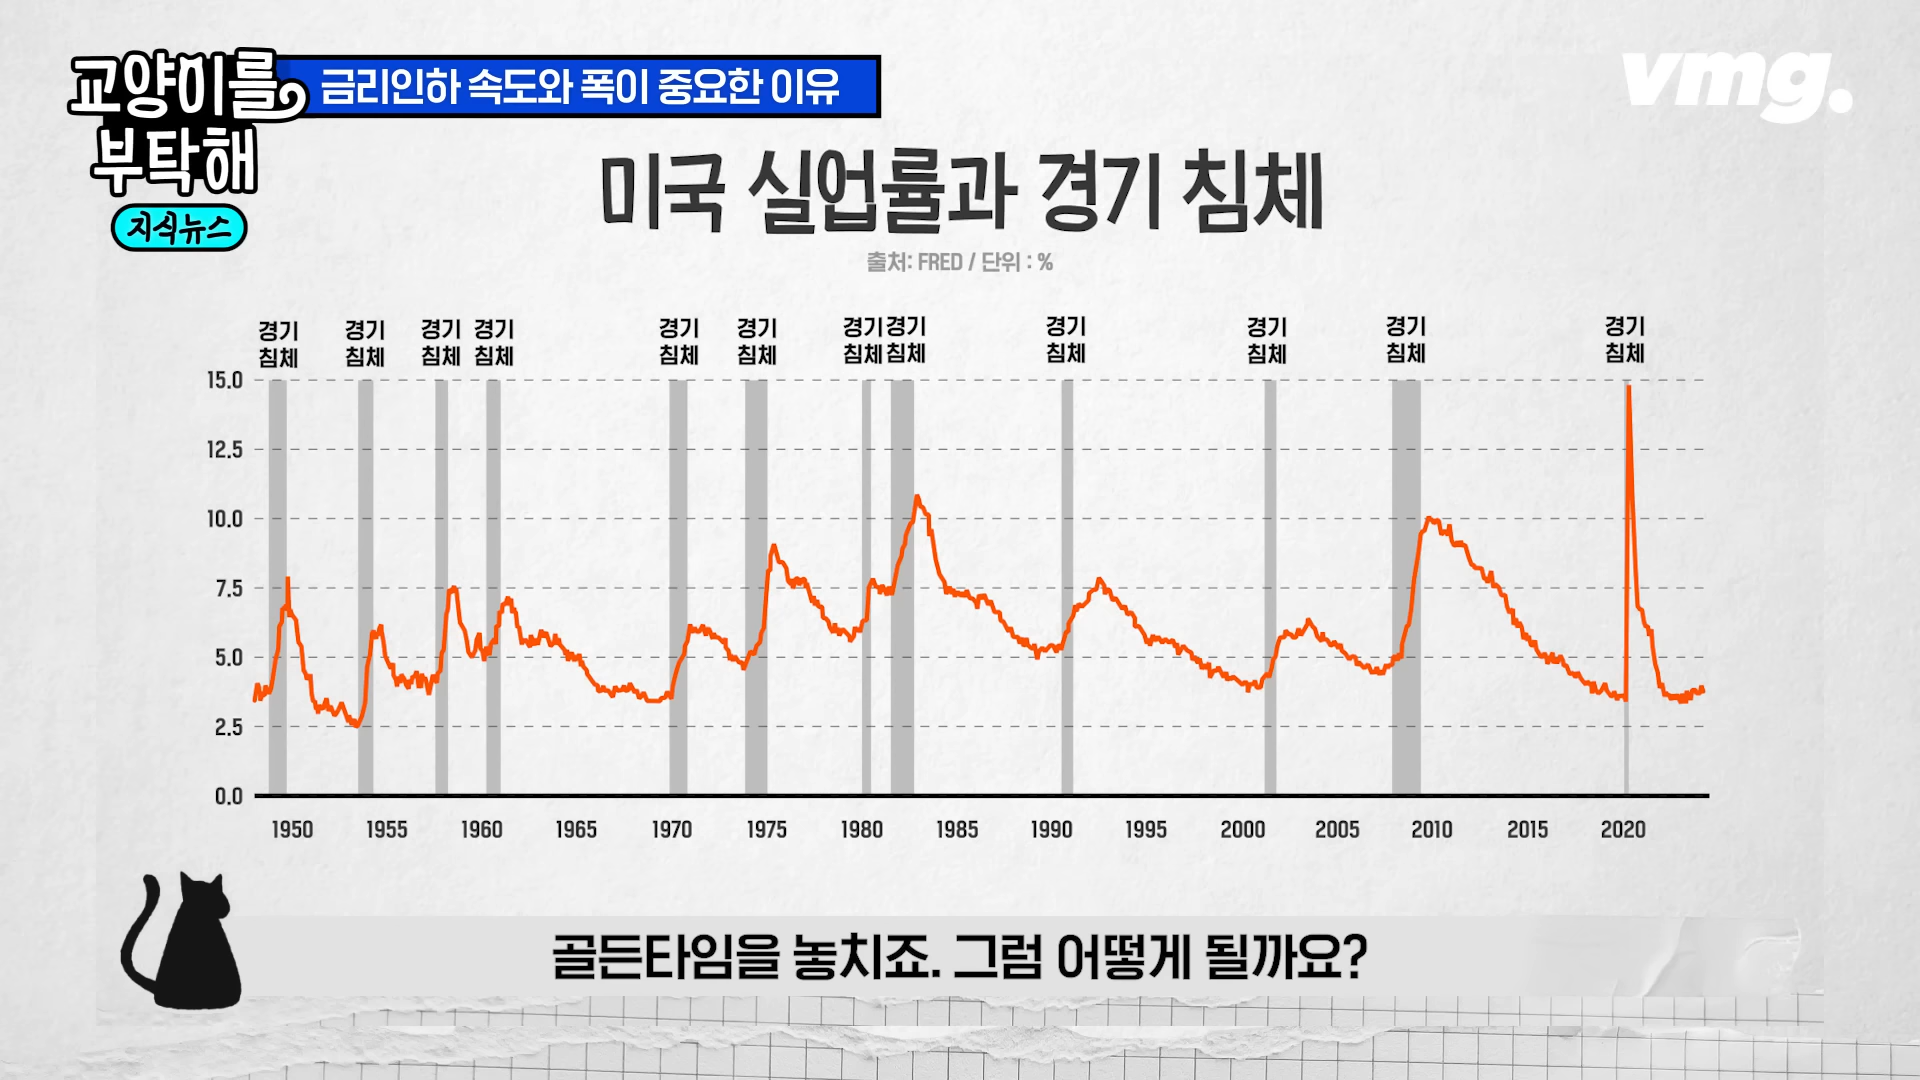 교양이를
부탁해
지식뉴스
금리인하 속도와 폭이 중요한 이유
vmg.
미국 실업률과 경기 침체
출처: FRED / 단위 : %
경기 침체
경기 침체
경기 침체
경기 침체
경기 침체
경기 침체
경기 침체
경기 침체
경기 침체
경기 침체
경기 침체
경기 침체
15.0
12.5
10.0
7.5
5.0
2.5
0.0
1950 1955 1960 1965 1970 1975 1980 1985 1990 1995 2000 2005 2010 2015 2020
골든타임을 놓치죠. 그럼 어떻게 될까요?